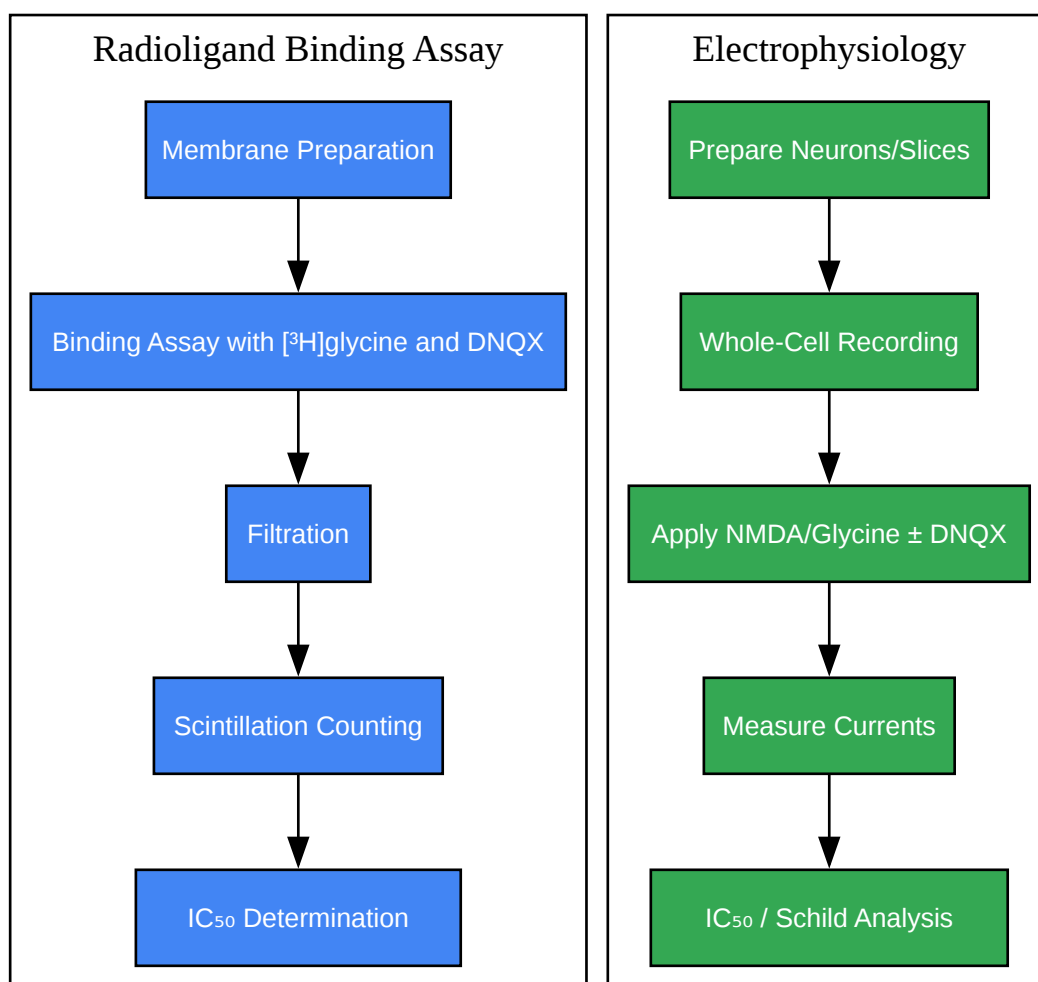 Radioligand Binding Assay
Membrane Preparation
Binding Assay with [³H]glycine and DNQX
Filtration
Scintillation Counting
IC₅₀ Determination
Electrophysiology
Prepare Neurons/Slices
Whole-Cell Recording
Apply NMDA/Glycine ± DNQX
Measure Currents
IC₅₀ / Schild Analysis